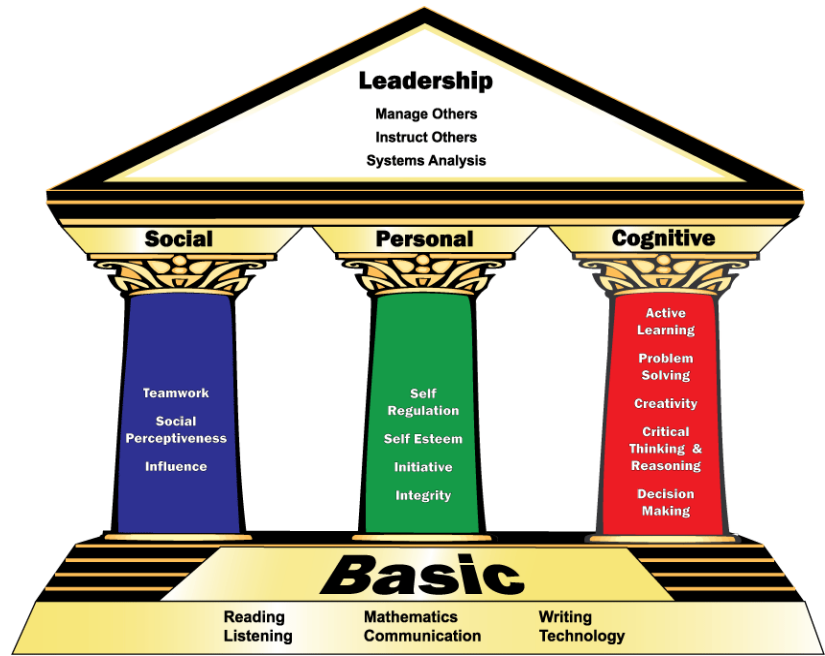 Leadership
Manage Others
Instruct Others
Systems Analysis
Social
Personal
Cognitive
Teamwork
Social
Perceptiveness
Influence
Self
Regulation
Self Esteem
Initiative
Integrity
Active
Learning
Problem
Solving
Creativity
Critical
Thinking &
Reasoning
Decision
Making
Basic
Reading
Listening
Mathematics
Communication
Writing
Technology